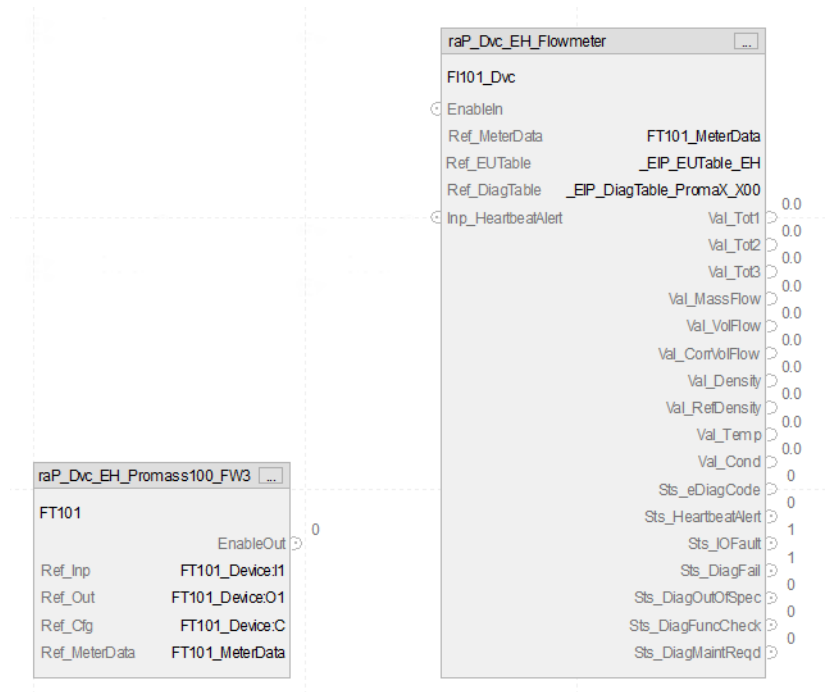 raP_Dvc_EH_Flowmeter ...
FI101_Dvc
EnableIn
Ref_MeterData FT101_MeterData
Ref_EUTable _EIP_EUTable_EH
Ref_DiagTable _EIP_DiagTable_PromaX_X00
Inp_HeartbeatAlert Val_Tot1 0.0
Val_Tot2 0.0
Val_Tot3 0.0
Val_MassFlow 0.0
Val_VolFlow 0.0
Val_CorrVolFlow 0.0
Val_Density 0.0
Val_RefDensity 0.0
Val_Temp 0.0
Val_Cond 0.0
Sts_eDiagCode 0
Sts_HeartbeatAlert 0
Sts_IOFault 1
Sts_DiagFail 1
Sts_DiagOutOfSpec 0
Sts_DiagFuncCheck 0
Sts_DiagMaintReqd 0
raP_Dvc_EH_Promass100_FW3 ...
FT101
EnableOut 0
Ref_Inp FT101_Device:I1
Ref_Out FT101_Device:O1
Ref_Cfg FT101_Device:C
Ref_MeterData FT101_MeterData